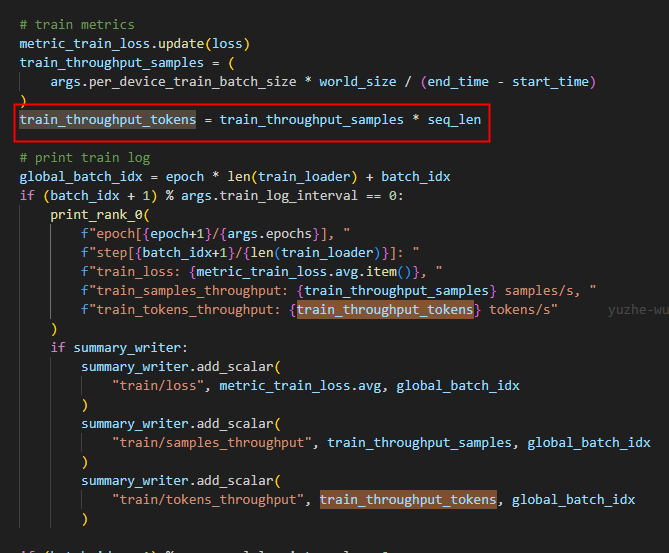 # train metrics
metric_train_loss.update(loss)
train_throughput_samples = (
args.per_device_train_batch_size * world_size / (end_time - start_time)
)
train_throughput_tokens = train_throughput_samples * seq_len
# print train log
global_batch_idx = epoch * len(train_loader) + batch_idx
if (batch_idx + 1) % args.train_log_interval == 0:
print_rank_0(
f"epoch[{epoch+1}/{args.epochs}], "
f"step[{batch_idx+1}/{len(train_loader)}]: "
f"train_loss: {metric_train_loss.avg.item()}, "
f"train_samples_throughput: {train_throughput_samples} samples/s, "
f"train_tokens_throughput: {train_throughput_tokens} tokens/s" yuzhe-wu
)
if summary_writer:
summary_writer.add_scalar(
"train/loss", metric_train_loss.avg, global_batch_idx
)
summary_writer.add_scalar(
"train/samples_throughput", train_throughput_samples, global_batch_idx
)
summary_writer.add_scalar(
"train/tokens_throughput", train_throughput_tokens, global_batch_idx
)